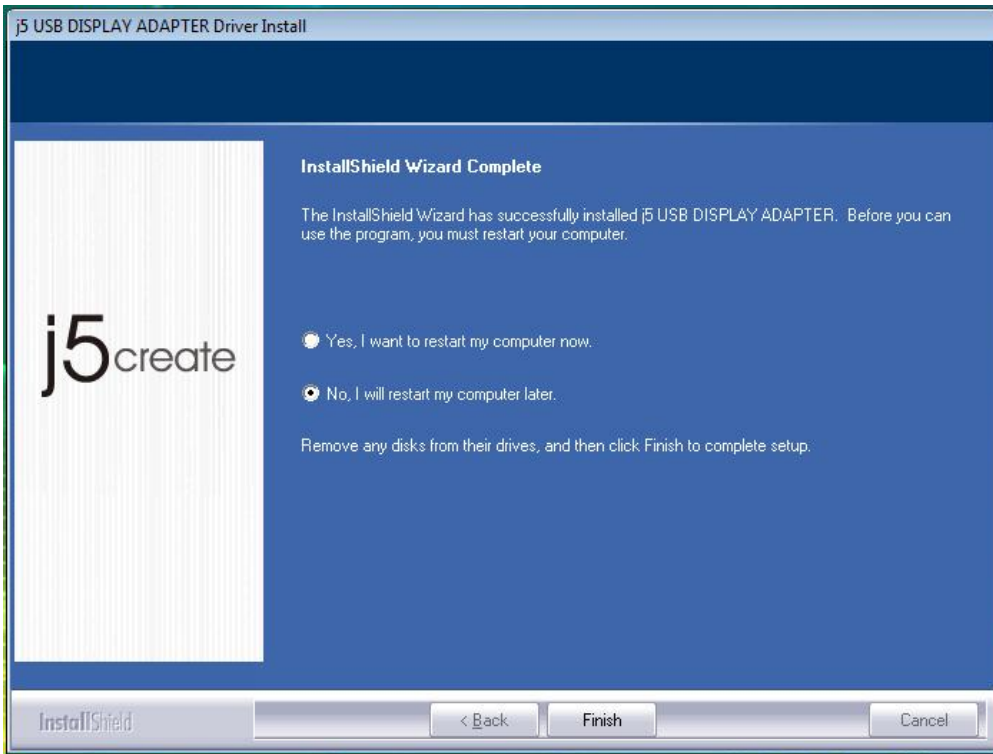 j5 USB DISPLAY ADAPTER Driver Install
InstallShield Wizard Complete
The InstallShield Wizard has successfully installed j5 USB DISPLAY ADAPTER.  Before you can
use the program, you must restart your computer.
j5create
Yes, I want to restart my computer now.
No, I will restart my computer later.
Remove any disks from their drives, and then click Finish to complete setup.
InstallShield
< Back
Finish
Cancel